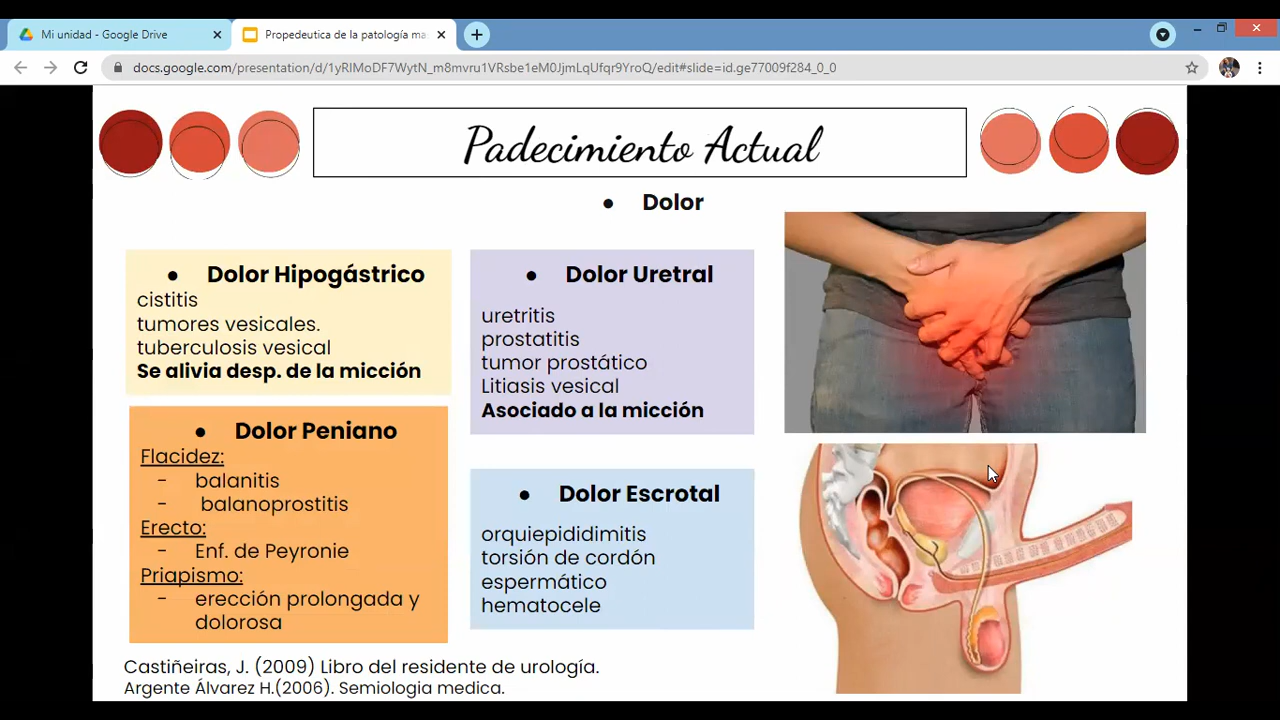 Mi unidad - Google Drive
Propedeutica de la patología ma
docs.google.com/presentation/d/1yRIMoDF7WytN_m8mvru1VRsbe1eM0JjmLqUfqr9YroQ/edit#slide=id.ge77009f284_0_0
Padecimiento Actual
● Dolor
● Dolor Hipogástrico
cistitis
tumores vesicales.
tuberculosis vesical
Se alivia desp. de la micción
● Dolor Uretral
uretritis
prostatitis
tumor prostático
Litiasis vesical
Asociado a la micción
● Dolor Peniano
Flacidez:
- balanitis
- balanoprostitis
Erecto:
- Enf. de Peyronie
Priapismo:
- erección prolongada y
dolorosa
● Dolor Escrotal
orquiepididimitis
torsión de cordón
espermático
hematocele
Castiñeiras, J. (2009) Libro del residente de urología.
Argente Álvarez H.(2006). Semiologia medica.